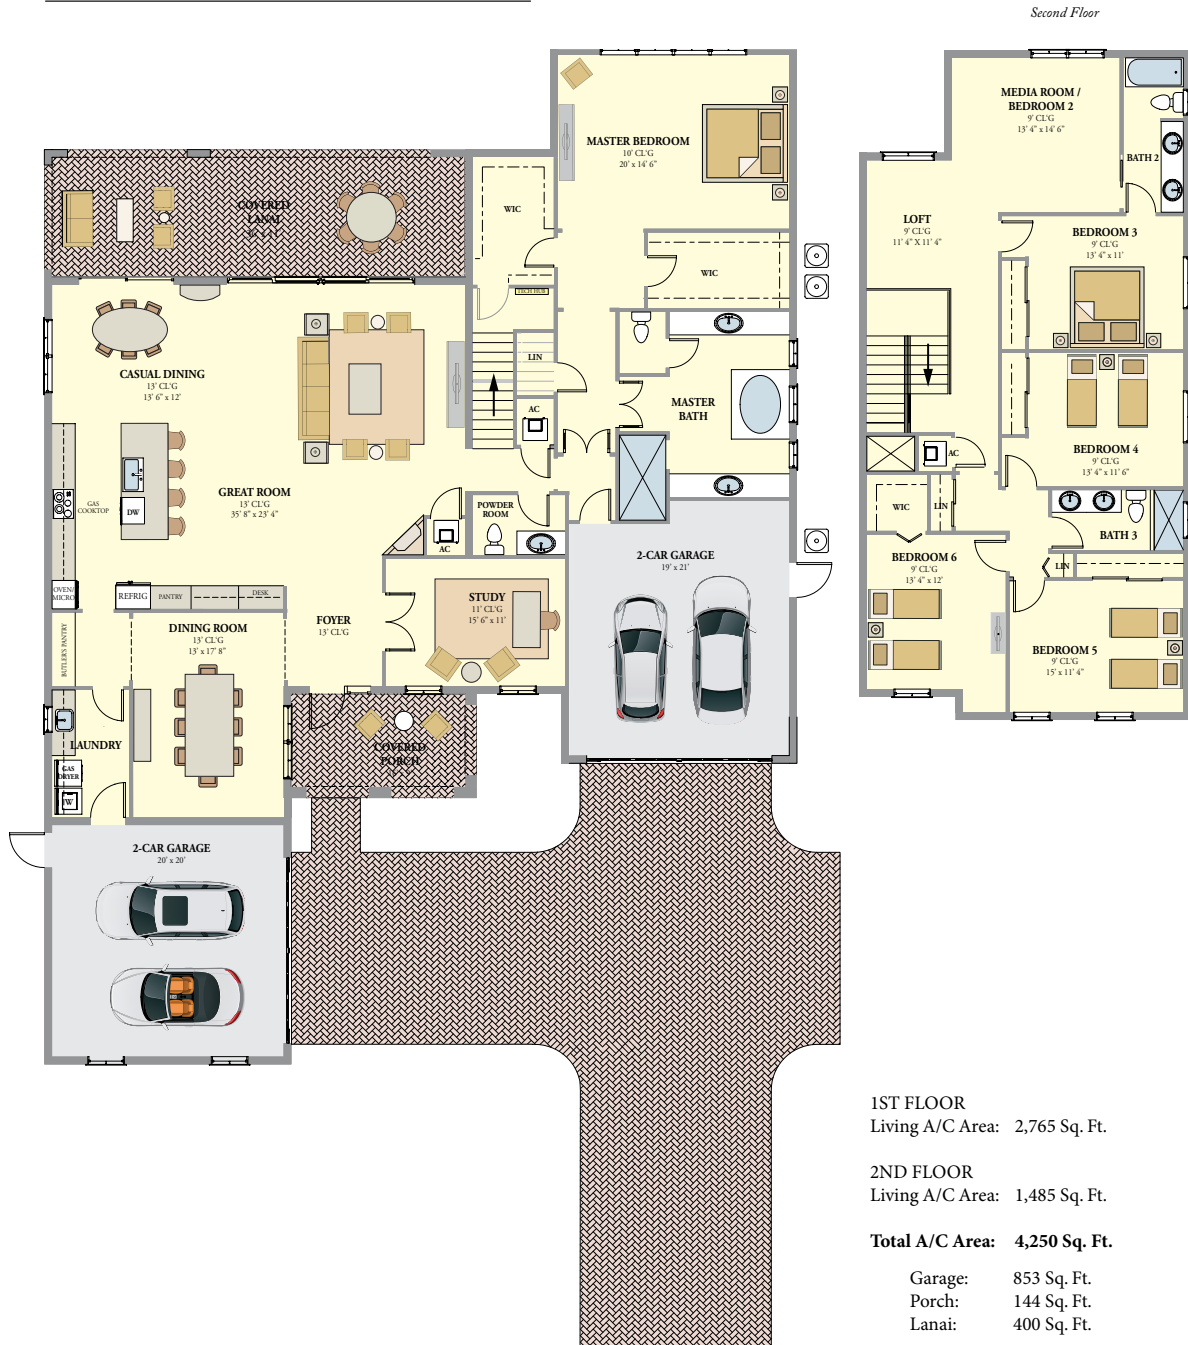 Second Floor
MASTER BEDROOM
10' CL'G
20' x 14' 6"
WIC
WIC
COVERED
LANAI
TECH HUB
LIN
AC
CASUAL DINING
13' CL'G
13' 6" x 12'
MASTER
BATH
GREAT ROOM
13' CL'G
35' 8" x 23' 4"
GAS
COOKTOP
DW
POWDER
ROOM
AC
OVEN/
MICRO
REFRIG
PANTRY
DESK
BUTLER'S PANTRY
DINING ROOM
13' CL'G
13' x 17' 8"
FOYER
13' CL'G
STUDY
11' CL'G
15' 6" x 11'
2-CAR GARAGE
19' x 21'
LAUNDRY
GAS
DRYER
W
COVERED
PORCH
2-CAR GARAGE
20' x 20'
MEDIA ROOM /
BEDROOM 2
9' CL'G
13' 4" x 14' 6"
BATH 2
LOFT
9' CL'G
11' 4" X 11' 4"
BEDROOM 3
9' CL'G
13' 4" x 11'
BEDROOM 4
9' CL'G
13' 4" x 11' 6"
AC
WIC
LIN
BATH 3
LIN
BEDROOM 6
9' CL'G
13' 4" x 12'
BEDROOM 5
9' CL'G
15' x 11' 4"
1ST FLOOR
Living A/C Area: 2,765 Sq. Ft.
2ND FLOOR
Living A/C Area: 1,485 Sq. Ft.
Total A/C Area: 4,250 Sq. Ft.
Garage: 853 Sq. Ft.
Porch: 144 Sq. Ft.
Lanai: 400 Sq. Ft.